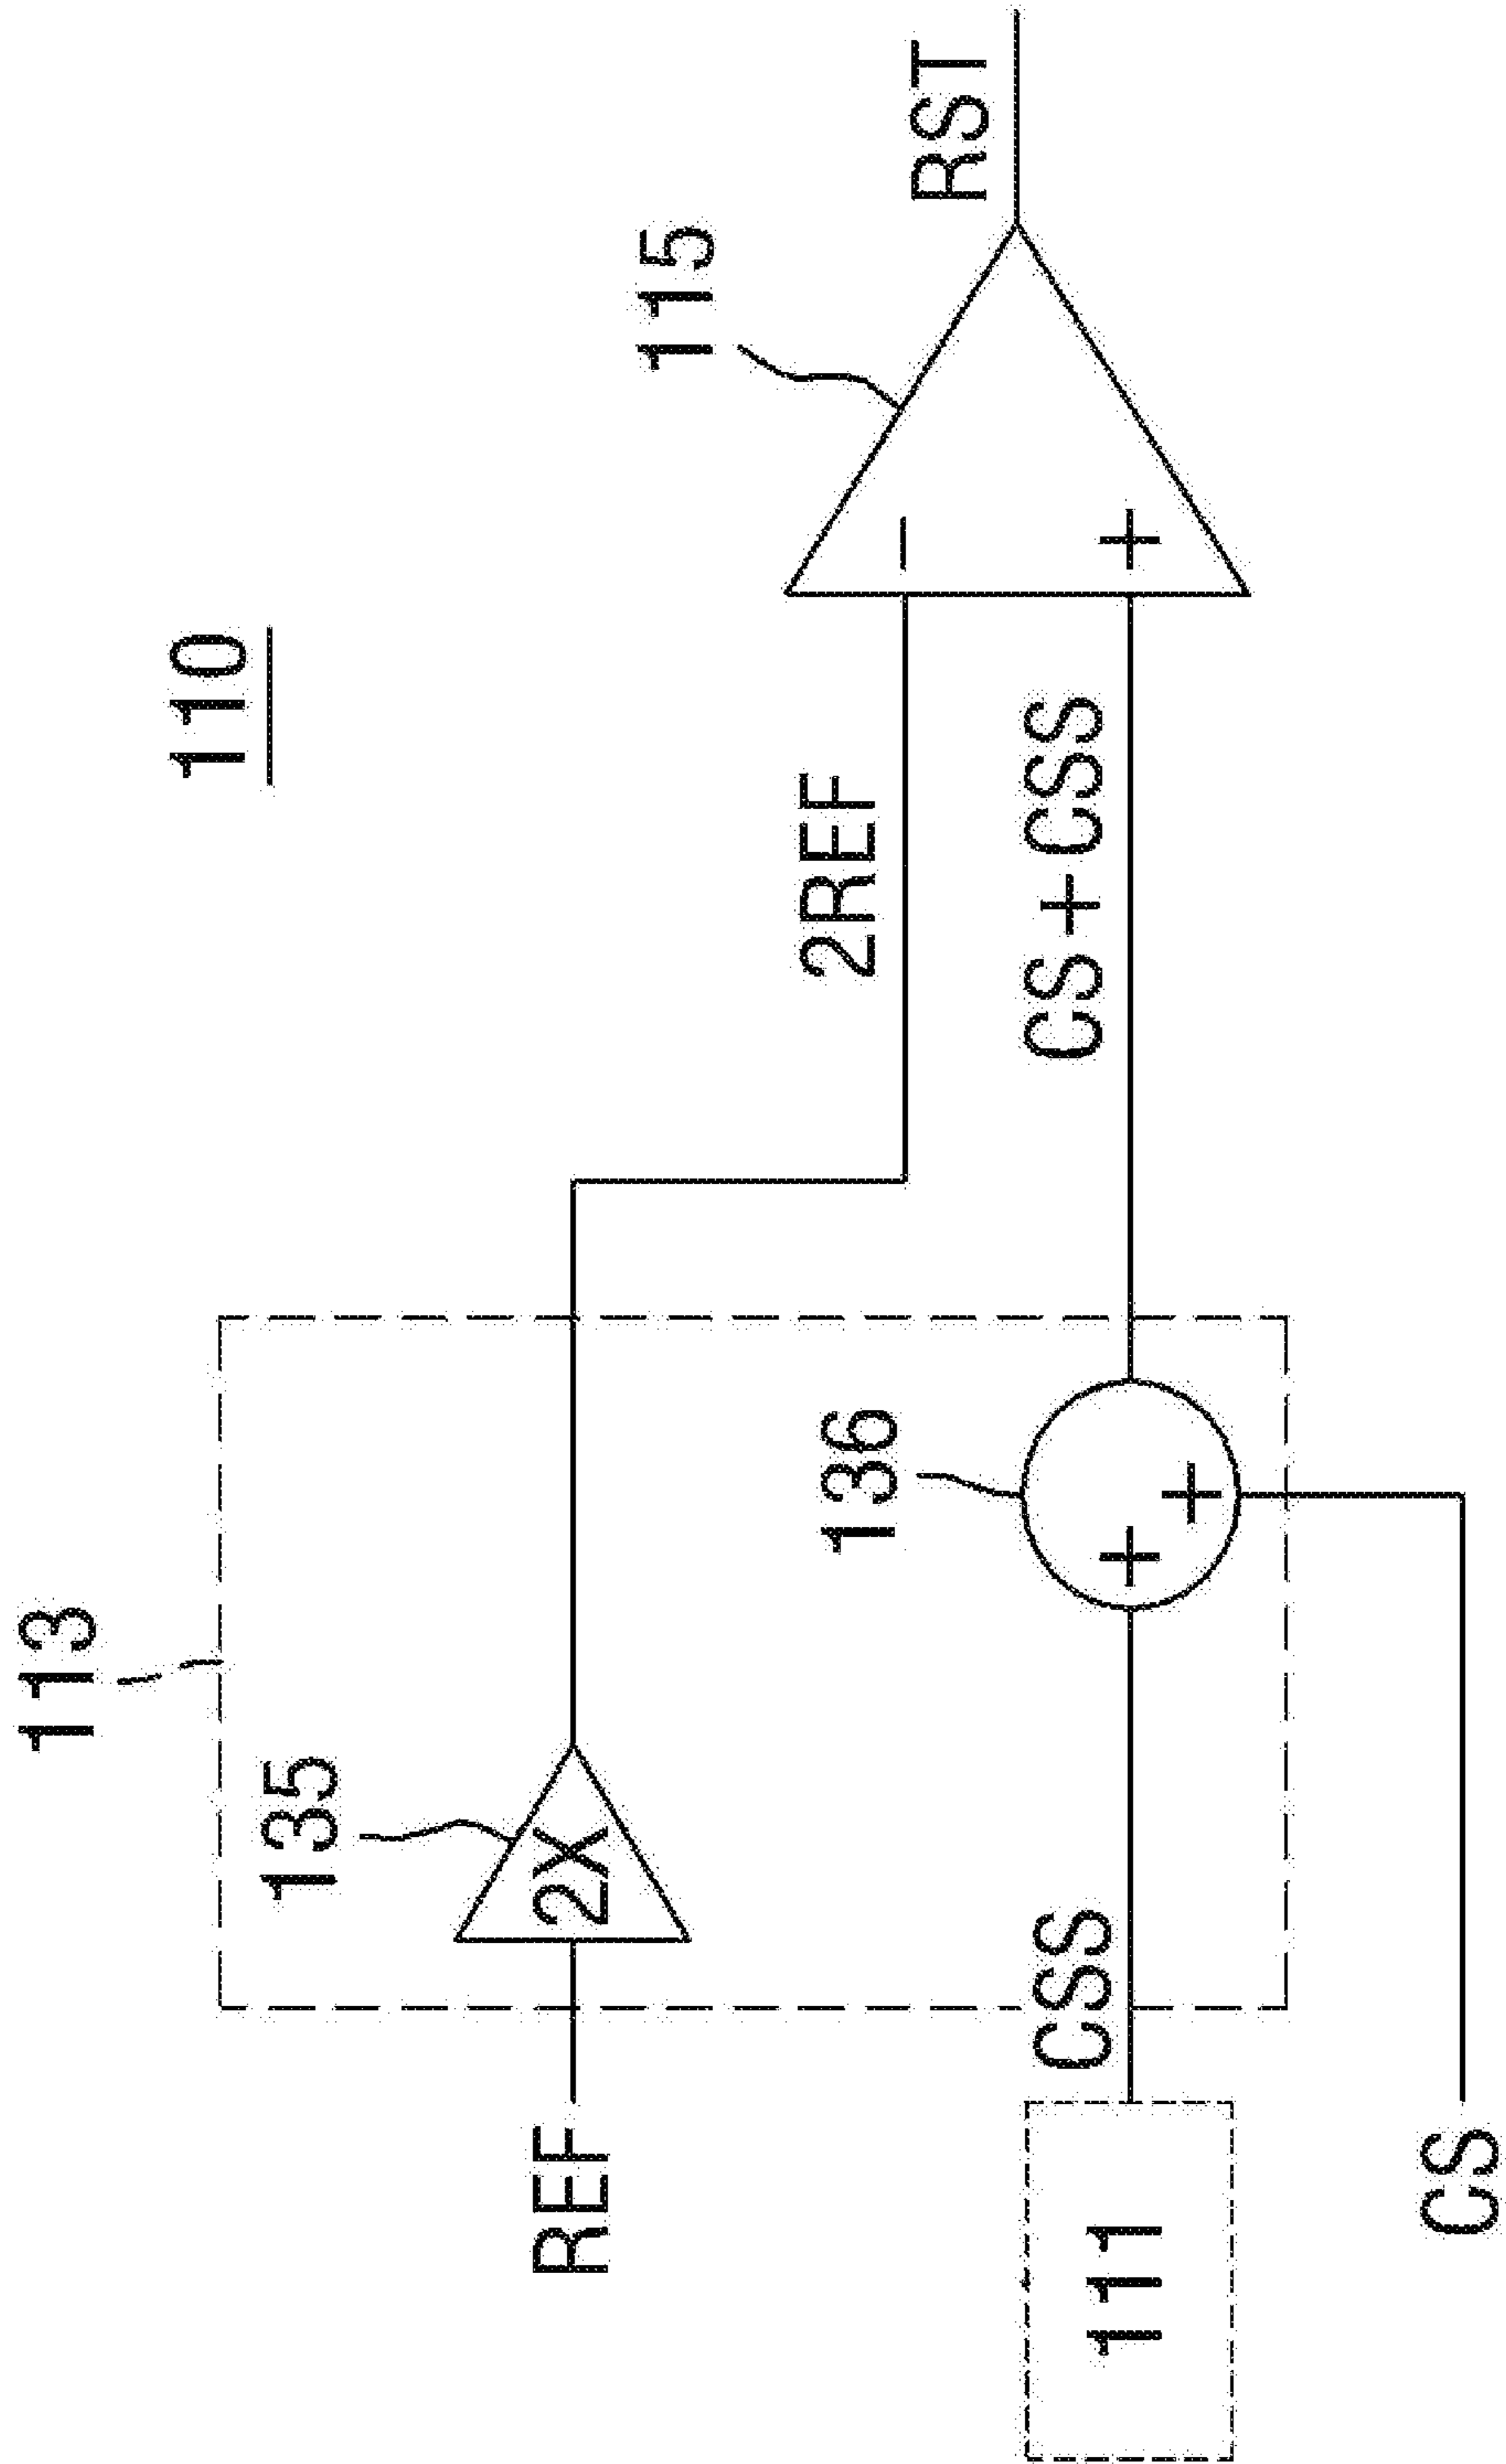 110
113
135
2X
REF
2REF
115
RST
136
CSS
CS+CSS
- 
+
+
+
111
CS